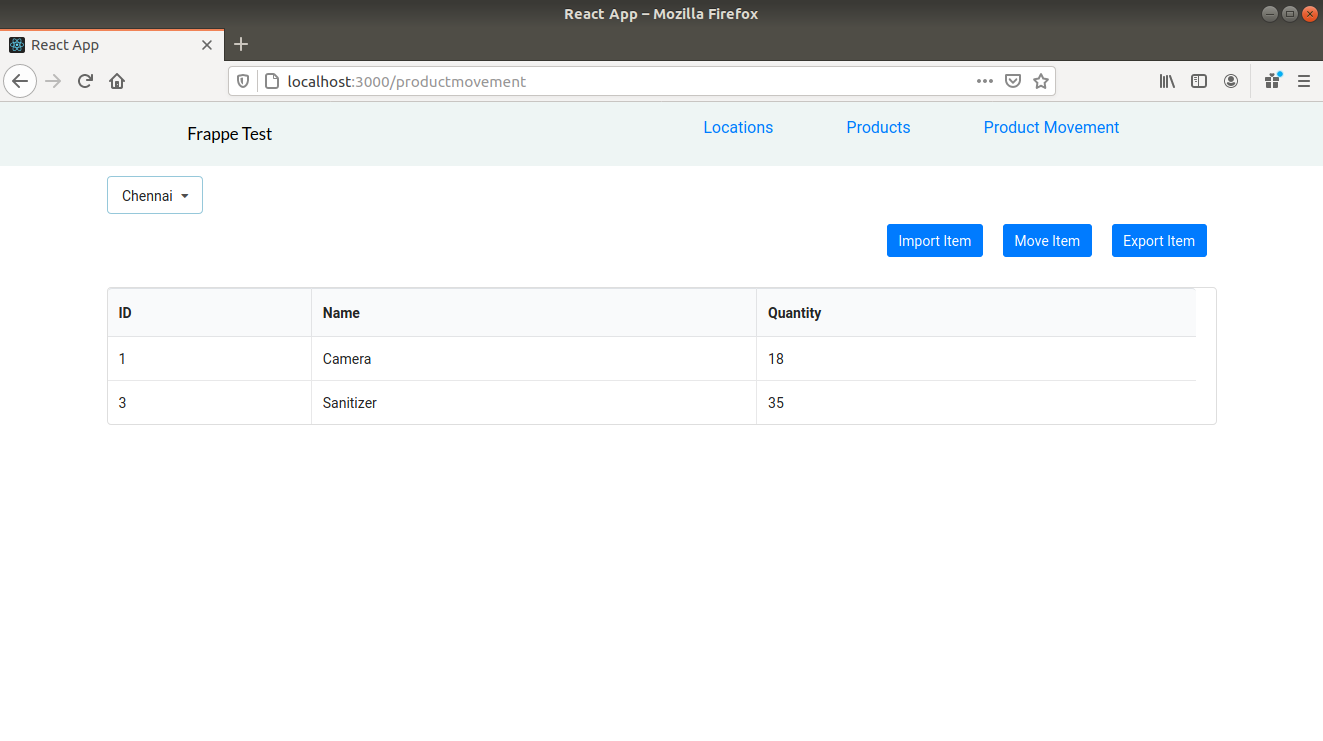 React App – Mozilla Firefox
React App
localhost:3000/productmovement
Frappe Test Locations Products Product Movement
Chennai
Import Item Move Item Export Item
ID Name Quantity
1 Camera 18
3 Sanitizer 35